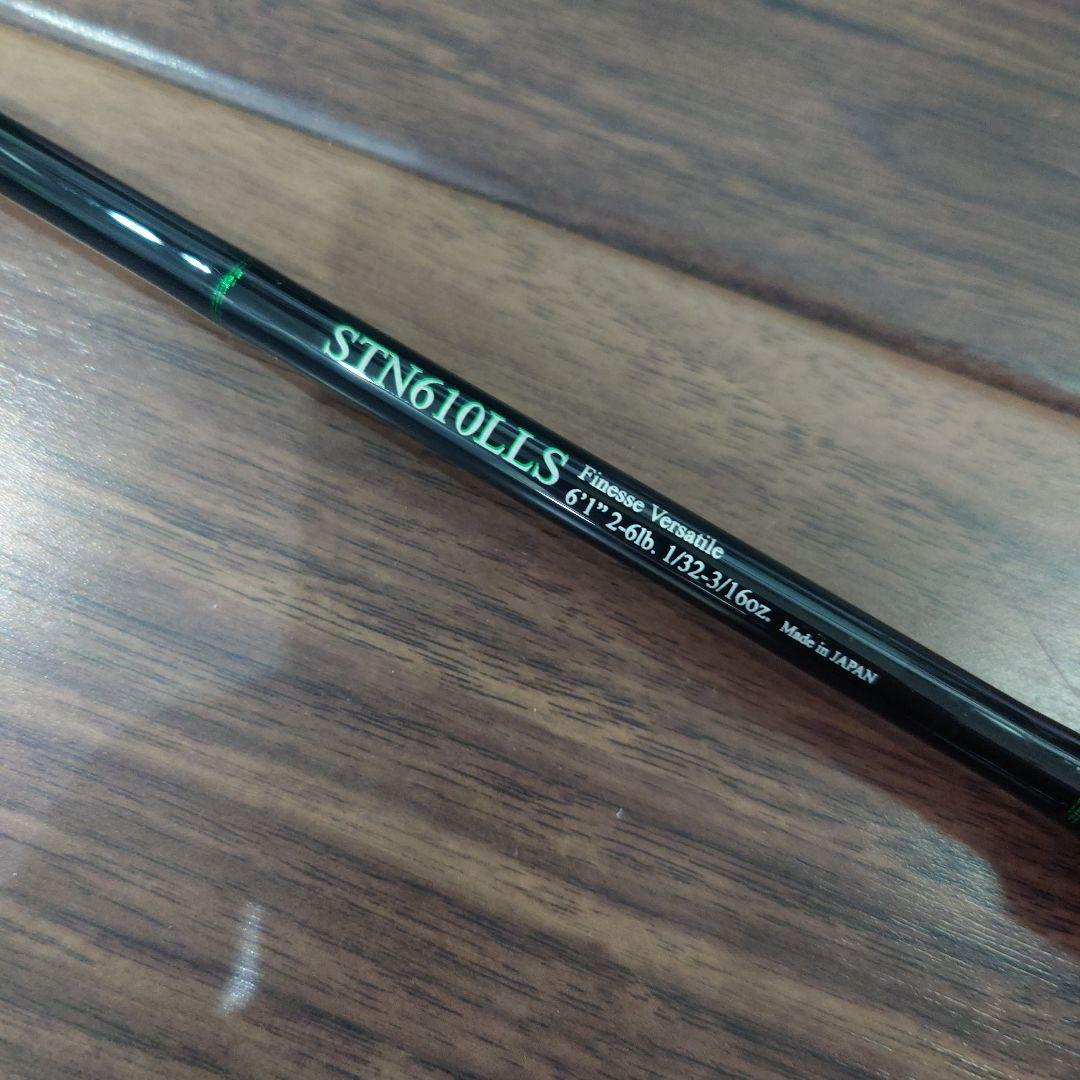 STN610LLS
Finesse Versatile
6'1" 2-6lb. 1/32-3/16oz.
Made in JAPAN